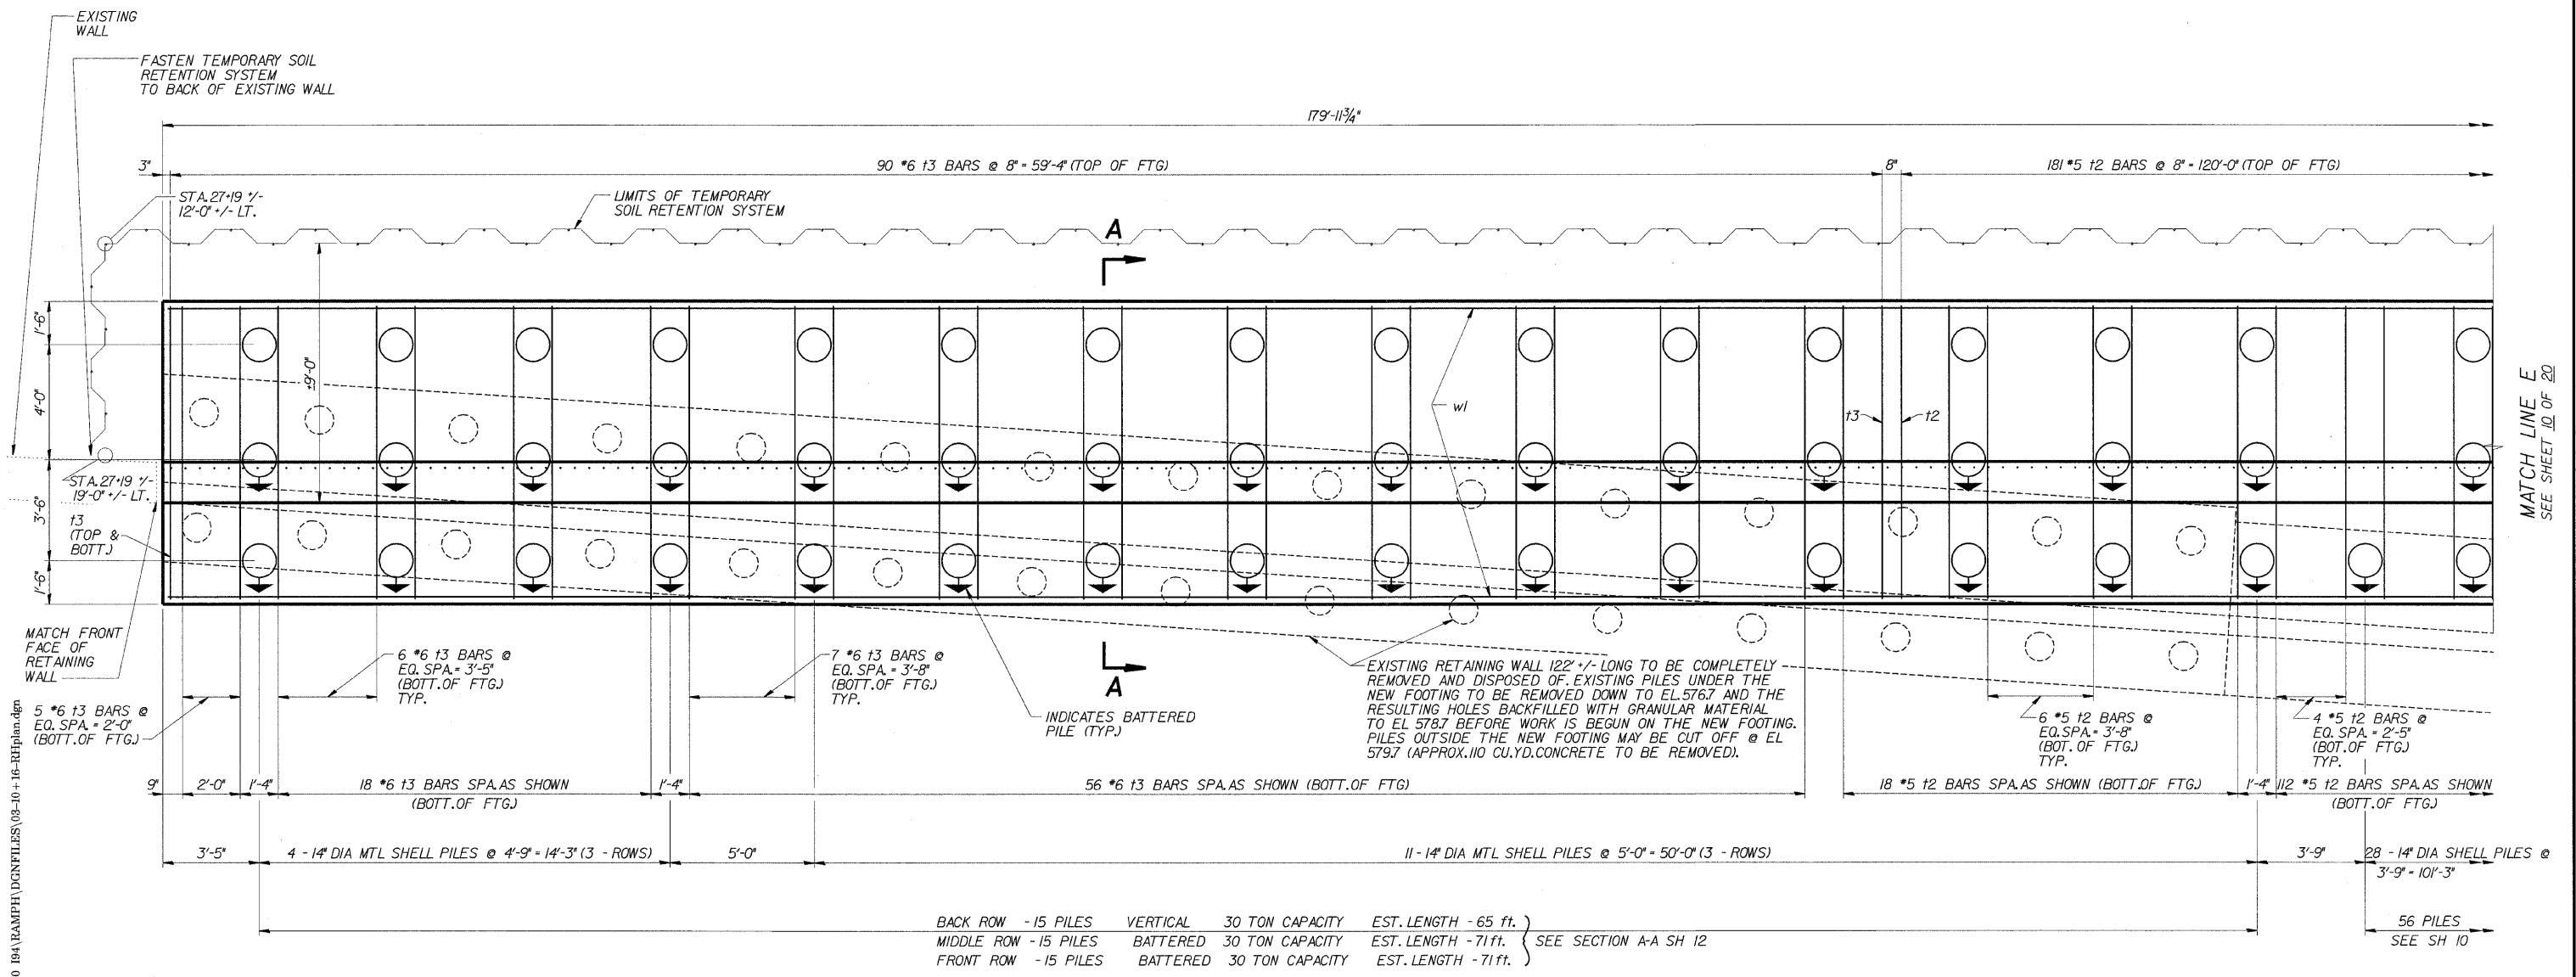 EXISTING
WALL
FASTEN TEMPORARY SOIL
RETENTION SYSTEM
TO BACK OF EXISTING WALL
179'-11¾"
3"
90 #6 t3 BARS @ 8" = 59'-4" (TOP OF FTG)
8"
181 #5 t2 BARS @ 8" = 120'-0" (TOP OF FTG)
STA. 27+19 +/-
12'-0" +/- LT.
LIMITS OF TEMPORARY
SOIL RETENTION SYSTEM
A
1'-6"
4'-0"
±9'-0"
w1
t3
t2
MATCH LINE E
SEE SHEET 10 OF 20
STA. 27+19 +/-
19'-0" +/- LT.
3'-6"
t3
(TOP &
BOTT.)
1'-6"
MATCH FRONT
FACE OF
RETAINING
WALL
6 #6 t3 BARS @
EQ. SPA. = 3'-5"
(BOTT. OF FTG.)
TYP.
7 #6 t3 BARS @
EQ. SPA. = 3'-8"
(BOTT. OF FTG.)
TYP.
A
EXISTING RETAINING WALL 122' +/- LONG TO BE COMPLETELY
REMOVED AND DISPOSED OF. EXISTING PILES UNDER THE
NEW FOOTING TO BE REMOVED DOWN TO EL. 576.7 AND THE
RESULTING HOLES BACKFILLED WITH GRANULAR MATERIAL
TO EL 578.7 BEFORE WORK IS BEGUN ON THE NEW FOOTING.
PILES OUTSIDE THE NEW FOOTING MAY BE CUT OFF @ EL
579.7 (APPROX. 110 CU. YD. CONCRETE TO BE REMOVED).
5 #6 t3 BARS @
EQ. SPA. = 2'-0"
(BOTT. OF FTG.)
INDICATES BATTERED
PILE (TYP.)
6 #5 t2 BARS @
EQ. SPA. = 3'-8"
(BOT. OF FTG.)
TYP.
4 #5 t2 BARS @
EQ. SPA. = 2'-5"
(BOT. OF FTG.)
TYP.
9"
2'-0"
1'-4"
18 #6 t3 BARS SPA. AS SHOWN
(BOTT. OF FTG.)
1'-4"
56 #6 t3 BARS SPA. AS SHOWN (BOTT. OF FTG)
18 #5 t2 BARS SPA. AS SHOWN (BOTT. OF FTG.)
1'-4"
112 #5 t2 BARS SPA. AS SHOWN
(BOTT. OF FTG.)
3'-5"
4 - 14" DIA MTL SHELL PILES @ 4'-9" = 14'-3" (3 - ROWS)
5'-0"
11 - 14" DIA MTL SHELL PILES @ 5'-0" = 50'-0" (3 - ROWS)
3'-9"
28 - 14" DIA SHELL PILES @
3'-9" = 101'-3"
BACK ROW - 15 PILES VERTICAL 30 TON CAPACITY EST. LENGTH - 65 ft.
MIDDLE ROW - 15 PILES BATTERED 30 TON CAPACITY EST. LENGTH - 71 ft.
FRONT ROW - 15 PILES BATTERED 30 TON CAPACITY EST. LENGTH - 71 ft.
SEE SECTION A-A SH 12
56 PILES
SEE SH 10
0 I94\RAMPH\DGNFILES\03-10+16-RHplan.dgn